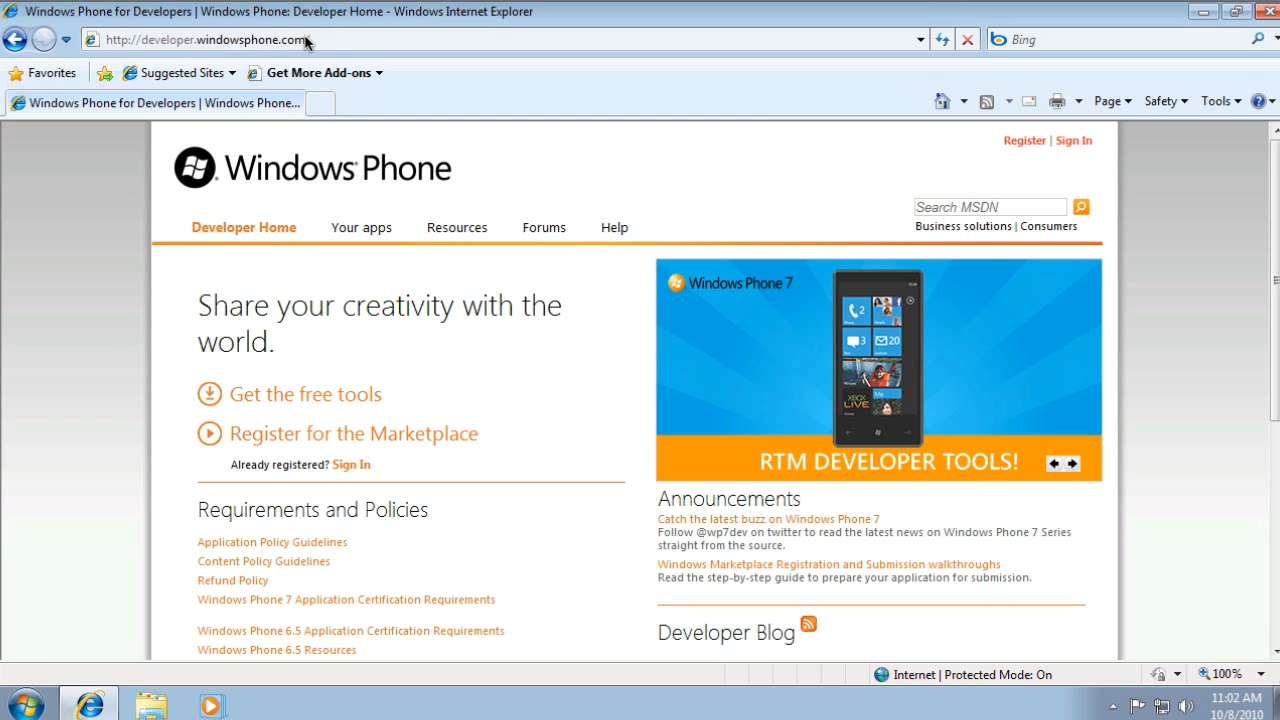 Windows Phone for Developers | Windows Phone: Developer Home - Windows Internet Explorer
http://developer.windowsphone.com
Bing
Favorites
Suggested Sites
Get More Add-ons
Windows Phone for Developers | Windows Phone...
Page
Safety
Tools
Register | Sign In
Windows Phone
Search MSDN
Developer Home
Your apps
Resources
Forums
Help
Business solutions | Consumers
Share your creativity with the
world.
Get the free tools
Register for the Marketplace
Already registered? Sign In
Requirements and Policies
Application Policy Guidelines
Content Policy Guidelines
Refund Policy
Windows Phone 7 Application Certification Requirements
Windows Phone 6.5 Application Certification Requirements
Windows Phone 6.5 Resources
Windows Phone 7
2
3
20
XBOX
LIVE
Me
RTM DEVELOPER TOOLS!
Announcements
Catch the latest buzz on Windows Phone 7
Follow @wp7dev on twitter to read the latest news on Windows Phone 7 Series
straight from the source.
Windows Marketplace Registration and Submission walkthroughs
Read the step-by-step guide to prepare your application for submission.
Developer Blog
Internet | Protected Mode: On
100%
11:02 AM
10/8/2010